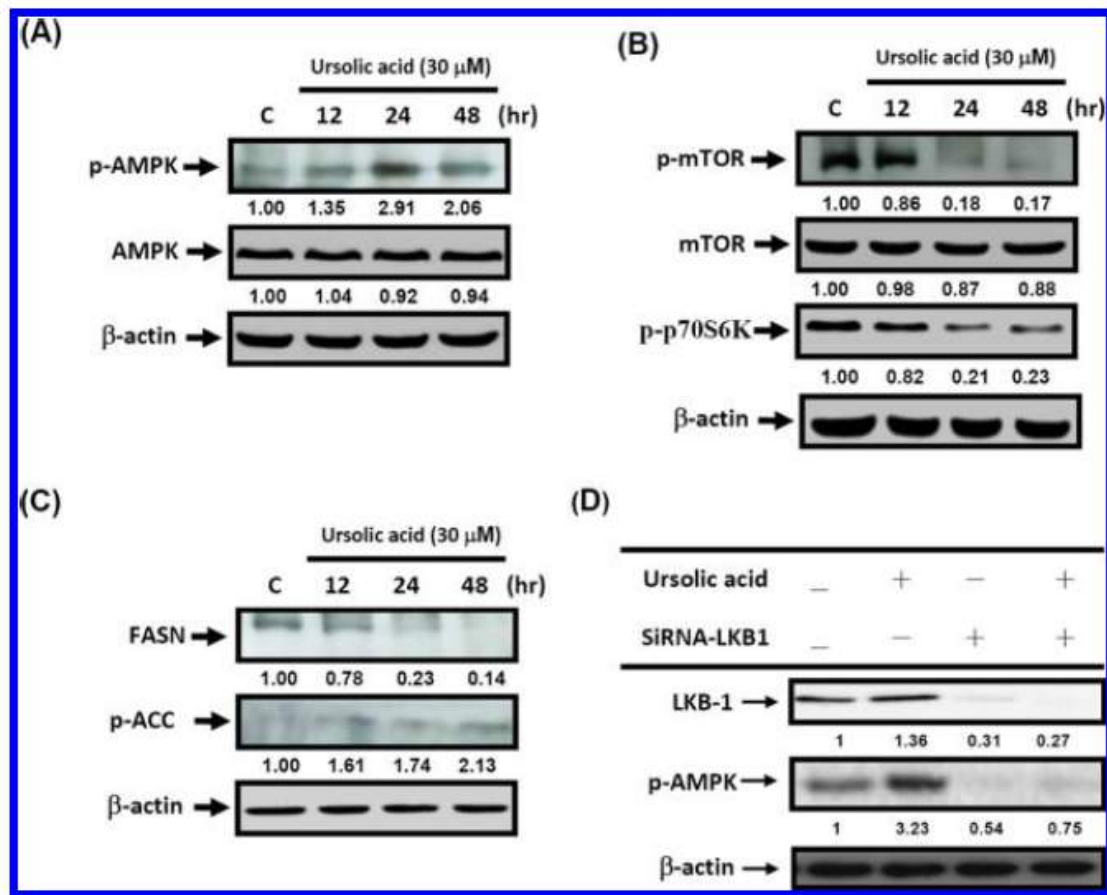 (A)
Ursolic acid (30 μM)
C 12 24 48 (hr)
p-AMPK
1.00 1.35 2.91 2.06
AMPK
1.00 1.04 0.92 0.94
β-actin
(B)
Ursolic acid (30 μM)
C 12 24 48 (hr)
p-mTOR
1.00 0.86 0.18 0.17
mTOR
1.00 0.98 0.87 0.88
p-p70S6K
1.00 0.82 0.21 0.23
β-actin
(C)
Ursolic acid (30 μM)
C 12 24 48 (hr)
FASN
1.00 0.78 0.23 0.14
p-ACC
1.00 1.61 1.74 2.13
β-actin
(D)
Ursolic acid − + − +
SiRNA-LKB1 − − + +
LKB-1
1 1.36 0.31 0.27
p-AMPK
1 3.23 0.54 0.75
β-actin